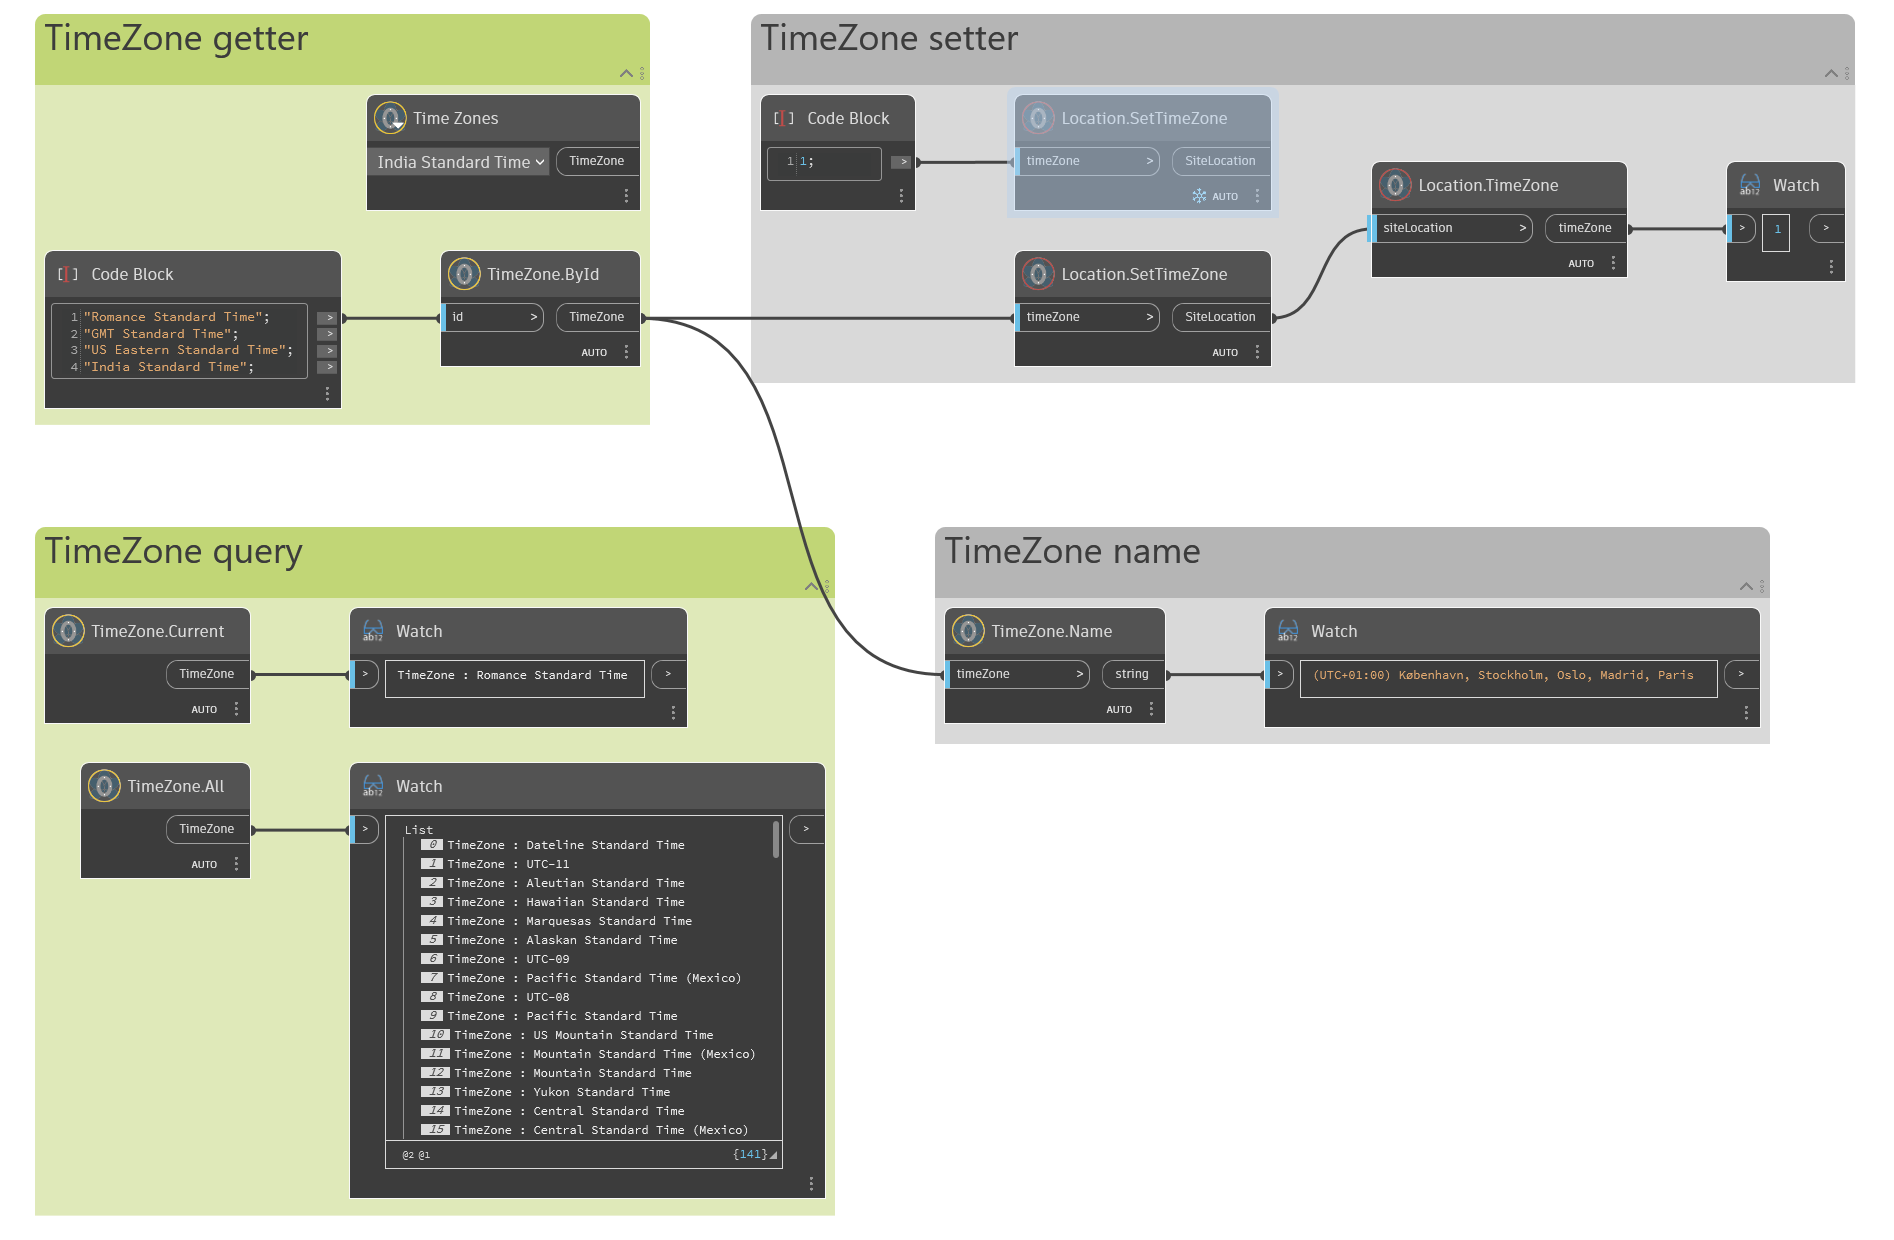 TimeZone getter
Time Zones
India Standard Time
TimeZone
Code Block
1 "Romance Standard Time"; >
2 "GMT Standard Time"; >
3 "US Eastern Standard Time"; >
4 "India Standard Time"; >
TimeZone.ById
id >
TimeZone
AUTO
TimeZone setter
Code Block
1 1; >
Location.SetTimeZone
timeZone >
SiteLocation
AUTO
Location.SetTimeZone
timeZone >
SiteLocation
AUTO
Location.TimeZone
siteLocation >
timeZone
AUTO
ab12 Watch
> 1 >
TimeZone query
TimeZone.Current
TimeZone
AUTO
ab12 Watch
> TimeZone : Romance Standard Time >
TimeZone.All
TimeZone
AUTO
ab12 Watch
> >
List
0 TimeZone : Dateline Standard Time
1 TimeZone : UTC-11
2 TimeZone : Aleutian Standard Time
3 TimeZone : Hawaiian Standard Time
4 TimeZone : Marquesas Standard Time
5 TimeZone : Alaskan Standard Time
6 TimeZone : UTC-09
7 TimeZone : Pacific Standard Time (Mexico)
8 TimeZone : UTC-08
9 TimeZone : Pacific Standard Time
10 TimeZone : US Mountain Standard Time
11 TimeZone : Mountain Standard Time (Mexico)
12 TimeZone : Mountain Standard Time
13 TimeZone : Yukon Standard Time
14 TimeZone : Central Standard Time
15 TimeZone : Central Standard Time (Mexico)
@2 @1 {141}
TimeZone name
TimeZone.Name
timeZone >
string
AUTO
ab12 Watch
> (UTC+01:00) København, Stockholm, Oslo, Madrid, Paris >